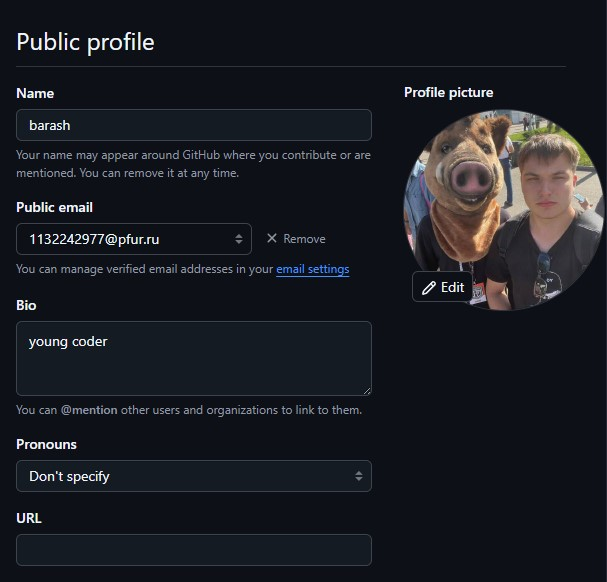 Public profile
Name
Profile picture
barash
Your name may appear around GitHub where you contribute or are
mentioned. You can remove it at any time.
Public email
1132242977@pfur.ru
Remove
You can manage verified email addresses in your email settings
Edit
Bio
young coder
You can @mention other users and organizations to link to them.
Pronouns
Don't specify
URL